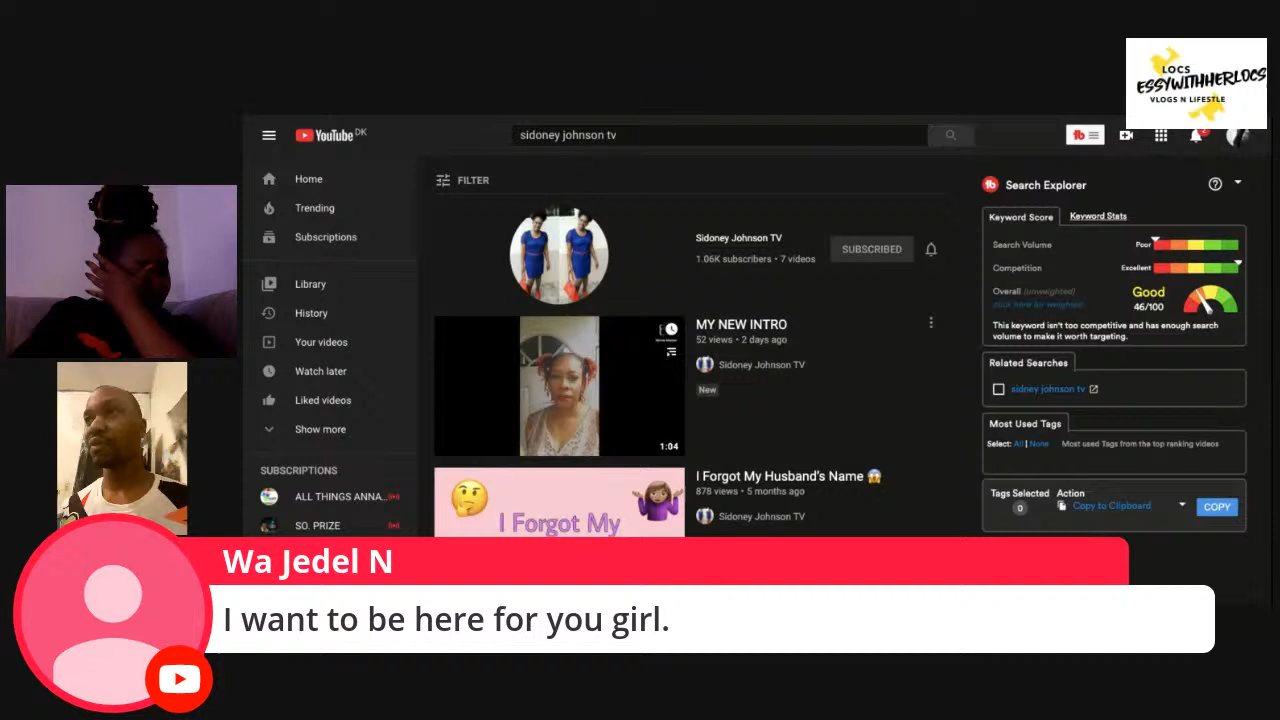 LOCS
ESSYWITHHERLOCS
VLOGS N LIFESTLE
YouTube DK
sidoney johnson tv
Home
Trending
Subscriptions
Library
History
Your videos
Watch later
Liked videos
Show more
SUBSCRIPTIONS
ALL THINGS ANNA...
SO. PRIZE
FILTER
Sidoney Johnson TV
1.06K subscribers • 7 videos
SUBSCRIBED
MY NEW INTRO
52 views • 2 days ago
Sidoney Johnson TV
New
1:04
I Forgot My Husband's Name 😱
878 views • 5 months ago
Sidoney Johnson TV
I Forgot My
Search Explorer
Keyword Score
Keyword Stats
Search Volume
Poor
Competition
Excellent
Overall (unweighted)
click here for weighted
Good
46/100
This keyword isn't too competitive and has enough search
volume to make it worth targeting.
Related Searches
sidney johnson tv
Most Used Tags
Select: All | None
Most used Tags from the top ranking videos
Tags Selected
0
Action
Copy to Clipboard
COPY
Wa Jedel N
I want to be here for you girl.